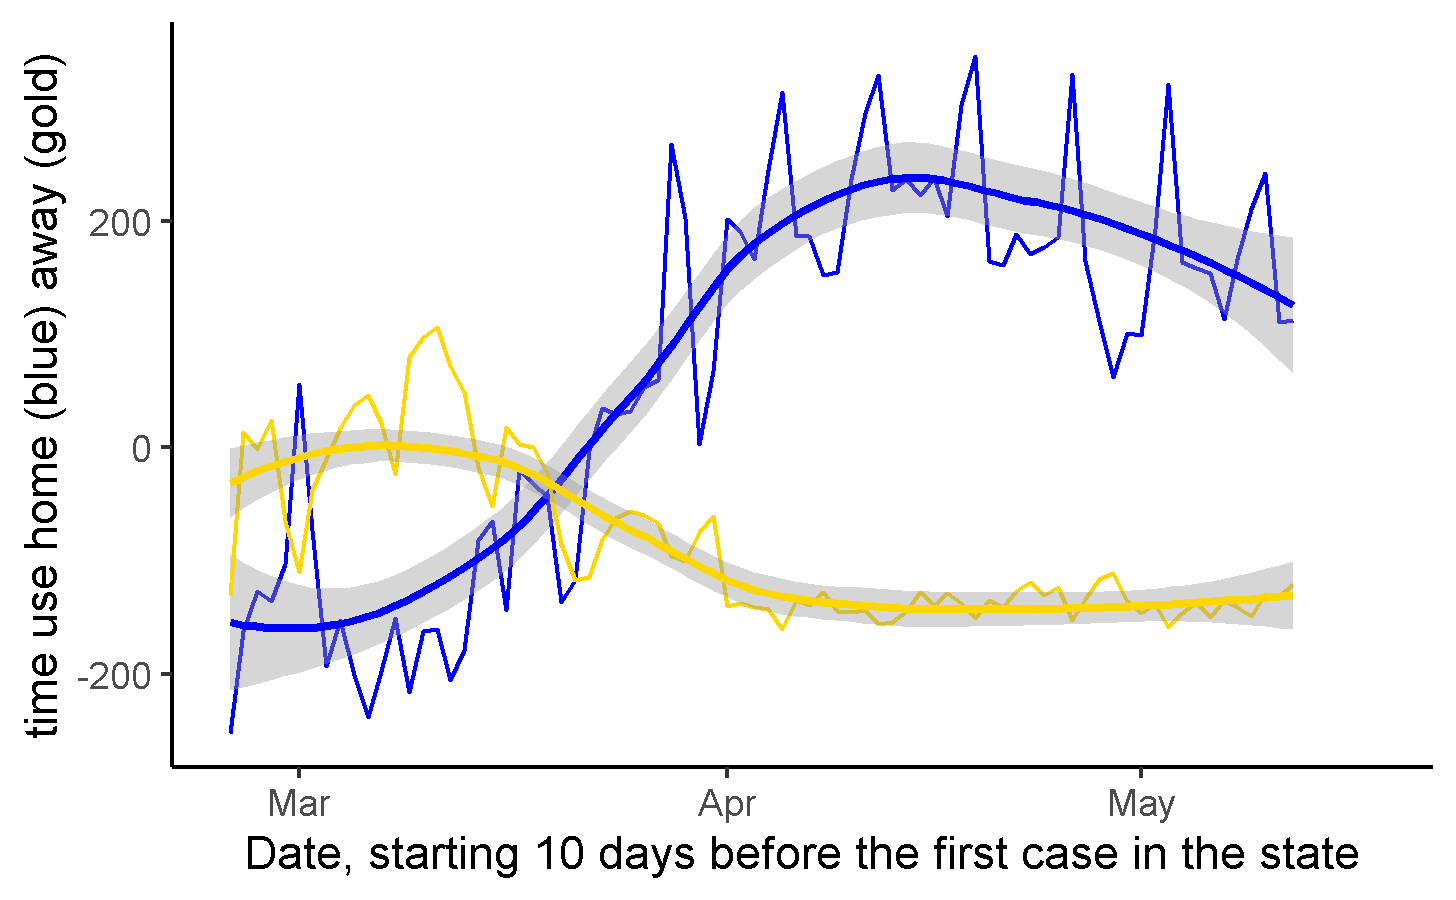 time use home (blue) away (gold)
200
0
-200
Mar
Apr
May
Date, starting 10 days before the first case in the state